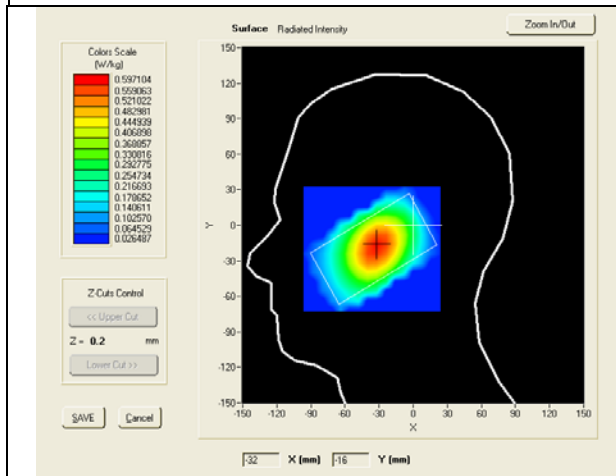 Surface Radiated Intensity
Zoom In/Out
Colors Scale
(W/kg)
0.597104
0.559063
0.521022
0.482981
0.444939
0.406898
0.368857
0.330816
0.292775
0.254734
0.216693
0.178652
0.140611
0.102570
0.064529
0.026487
Z-Cuts Control
<< Upper Cut
Z = 0.2 mm
Lower Cut >>
SAVE Cancel
150
120
90
60
30
0
-30
-60
-90
-120
-150
Y
-150 -120 -90 -60 -30 0 30 60 90 120 150
X
-32 X (mm) -16 Y (mm)